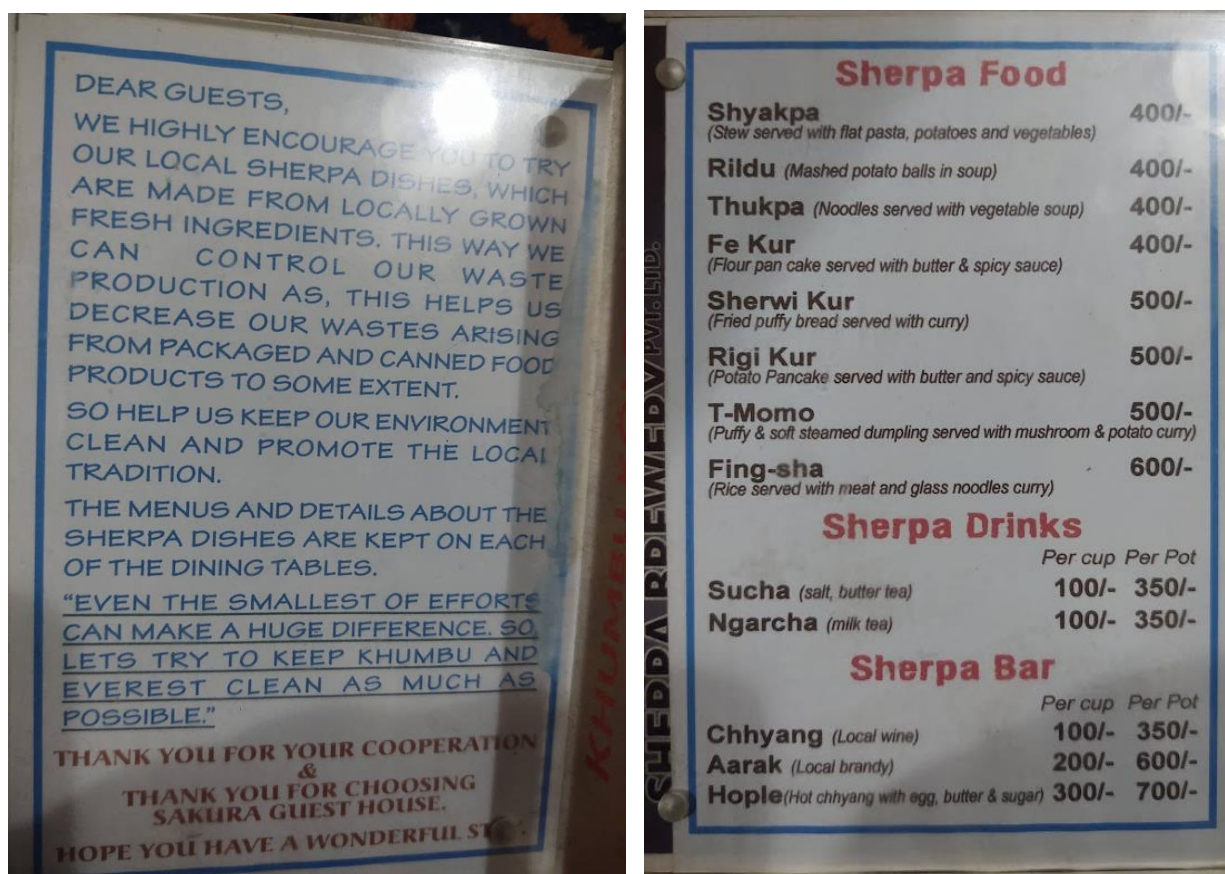 DEAR GUESTS,
WE HIGHLY ENCOURAGE YOU TO TRY
OUR LOCAL SHERPA DISHES, WHICH
ARE MADE FROM LOCALLY GROWN
FRESH INGREDIENTS. THIS WAY WE
CAN CONTROL OUR WASTE
PRODUCTION AS, THIS HELPS US
DECREASE OUR WASTES ARISING
FROM PACKAGED AND CANNED FOOD
PRODUCTS TO SOME EXTENT.
SO HELP US KEEP OUR ENVIRONMENT
CLEAN AND PROMOTE THE LOCAL
TRADITION.
THE MENUS AND DETAILS ABOUT THE
SHERPA DISHES ARE KEPT ON EACH
OF THE DINING TABLES.
“EVEN THE SMALLEST OF EFFORTS
CAN MAKE A HUGE DIFFERENCE. SO,
LETS TRY TO KEEP KHUMBU AND
EVEREST CLEAN AS MUCH AS
POSSIBLE.”
THANK YOU FOR YOUR COOPERATION
&
THANK YOU FOR CHOOSING
SAKURA GUEST HOUSE.
HOPE YOU HAVE A WONDERFUL
KHUMBU
SHERPA BREWERY PVT. LTD.
Sherpa Food
Shyakpa 400/-
(Stew served with flat pasta, potatoes and vegetables)
Rildu (Mashed potato balls in soup) 400/-
Thukpa (Noodles served with vegetable soup) 400/-
Fe Kur 400/-
(Flour pan cake served with butter & spicy sauce)
Sherwi Kur 500/-
(Fried puffy bread served with curry)
Rigi Kur 500/-
(Potato Pancake served with butter and spicy sauce)
T-Momo 500/-
(Puffy & soft steamed dumpling served with mushroom & potato curry)
Fing-sha 600/-
(Rice served with meat and glass noodles curry)
Sherpa Drinks
Per cup Per Pot
Sucha (salt, butter tea) 100/- 350/-
Ngarcha (milk tea) 100/- 350/-
Sherpa Bar
Per cup Per Pot
Chhyang (Local wine) 100/- 350/-
Aarak (Local brandy) 200/- 600/-
Hople(Hot chhyang with egg, butter & sugar) 300/- 700/-